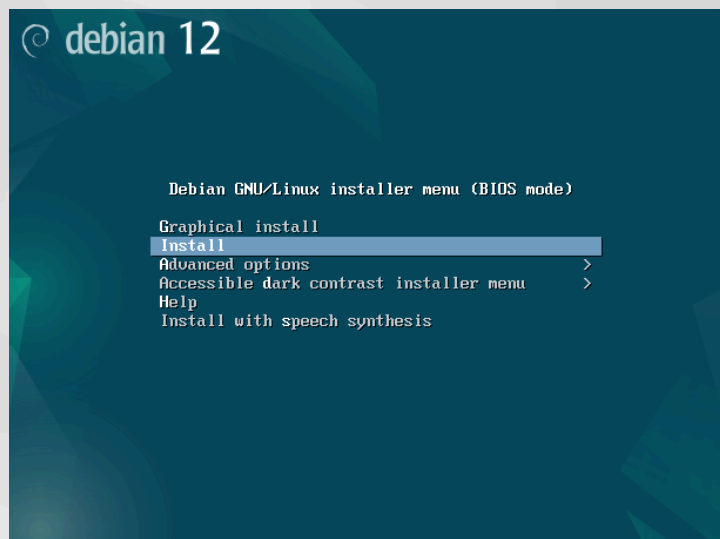 debian 12
Debian GNU/Linux installer menu (BIOS mode)
Graphical install
Install
Advanced options >
Accessible dark contrast installer menu >
Help
Install with speech synthesis